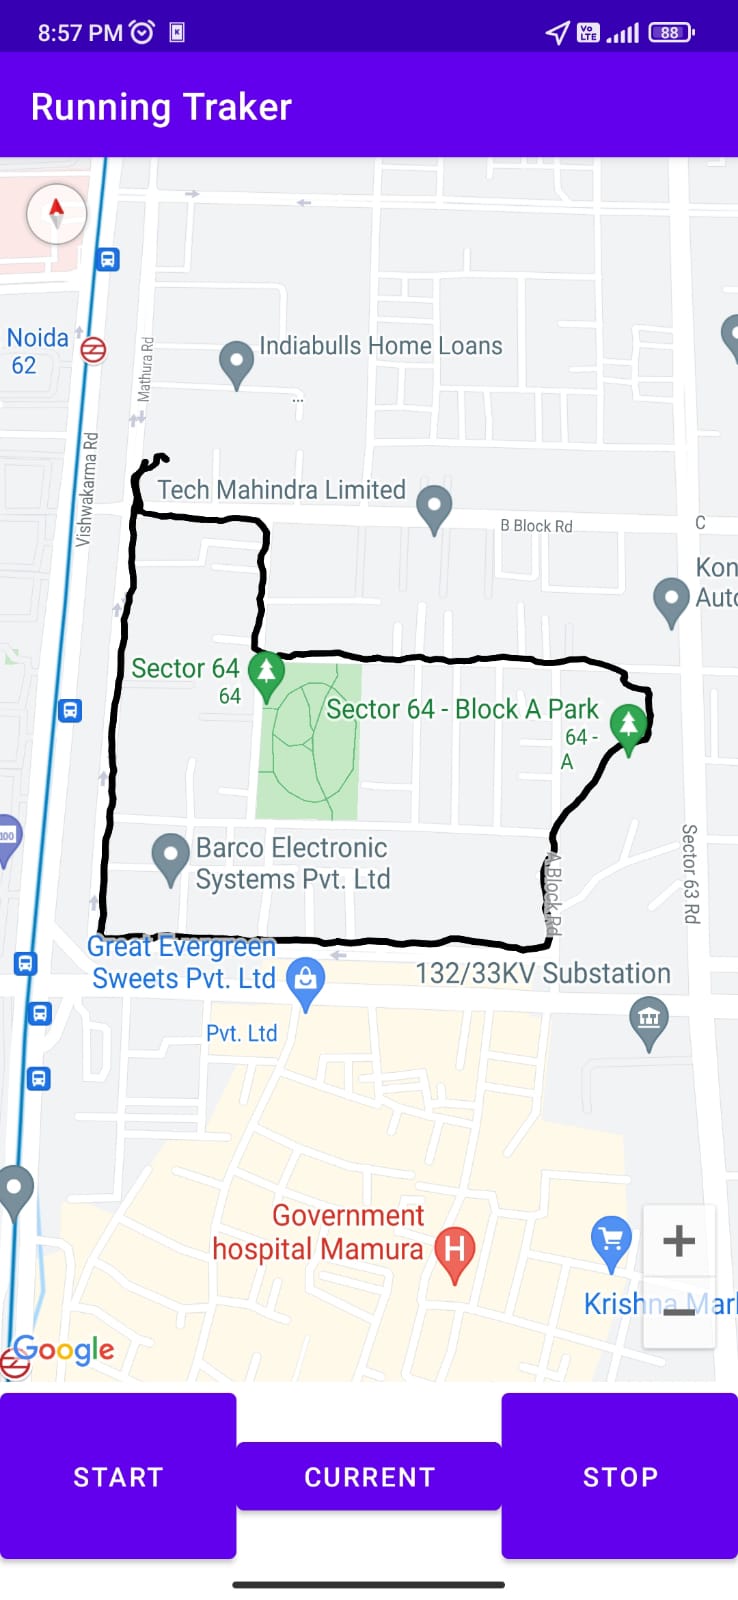 8:57 PM
Vo
LTE
88
Running Traker
Noida
62
Mathura Rd
Indiabulls Home Loans
...
Vishwakarma Rd
Tech Mahindra Limited
B Block Rd
C
Kon
Auto
Sector 64
64
Sector 64 - Block A Park
64 -
A
100
Barco Electronic
Systems Pvt. Ltd
A Block Rd
Sector 63 Rd
Great Evergreen
Sweets Pvt. Ltd
Pvt. Ltd
132/33KV Substation
Government
hospital Mamura
H
+
Krishna Mar
−
Google
START
CURRENT
STOP